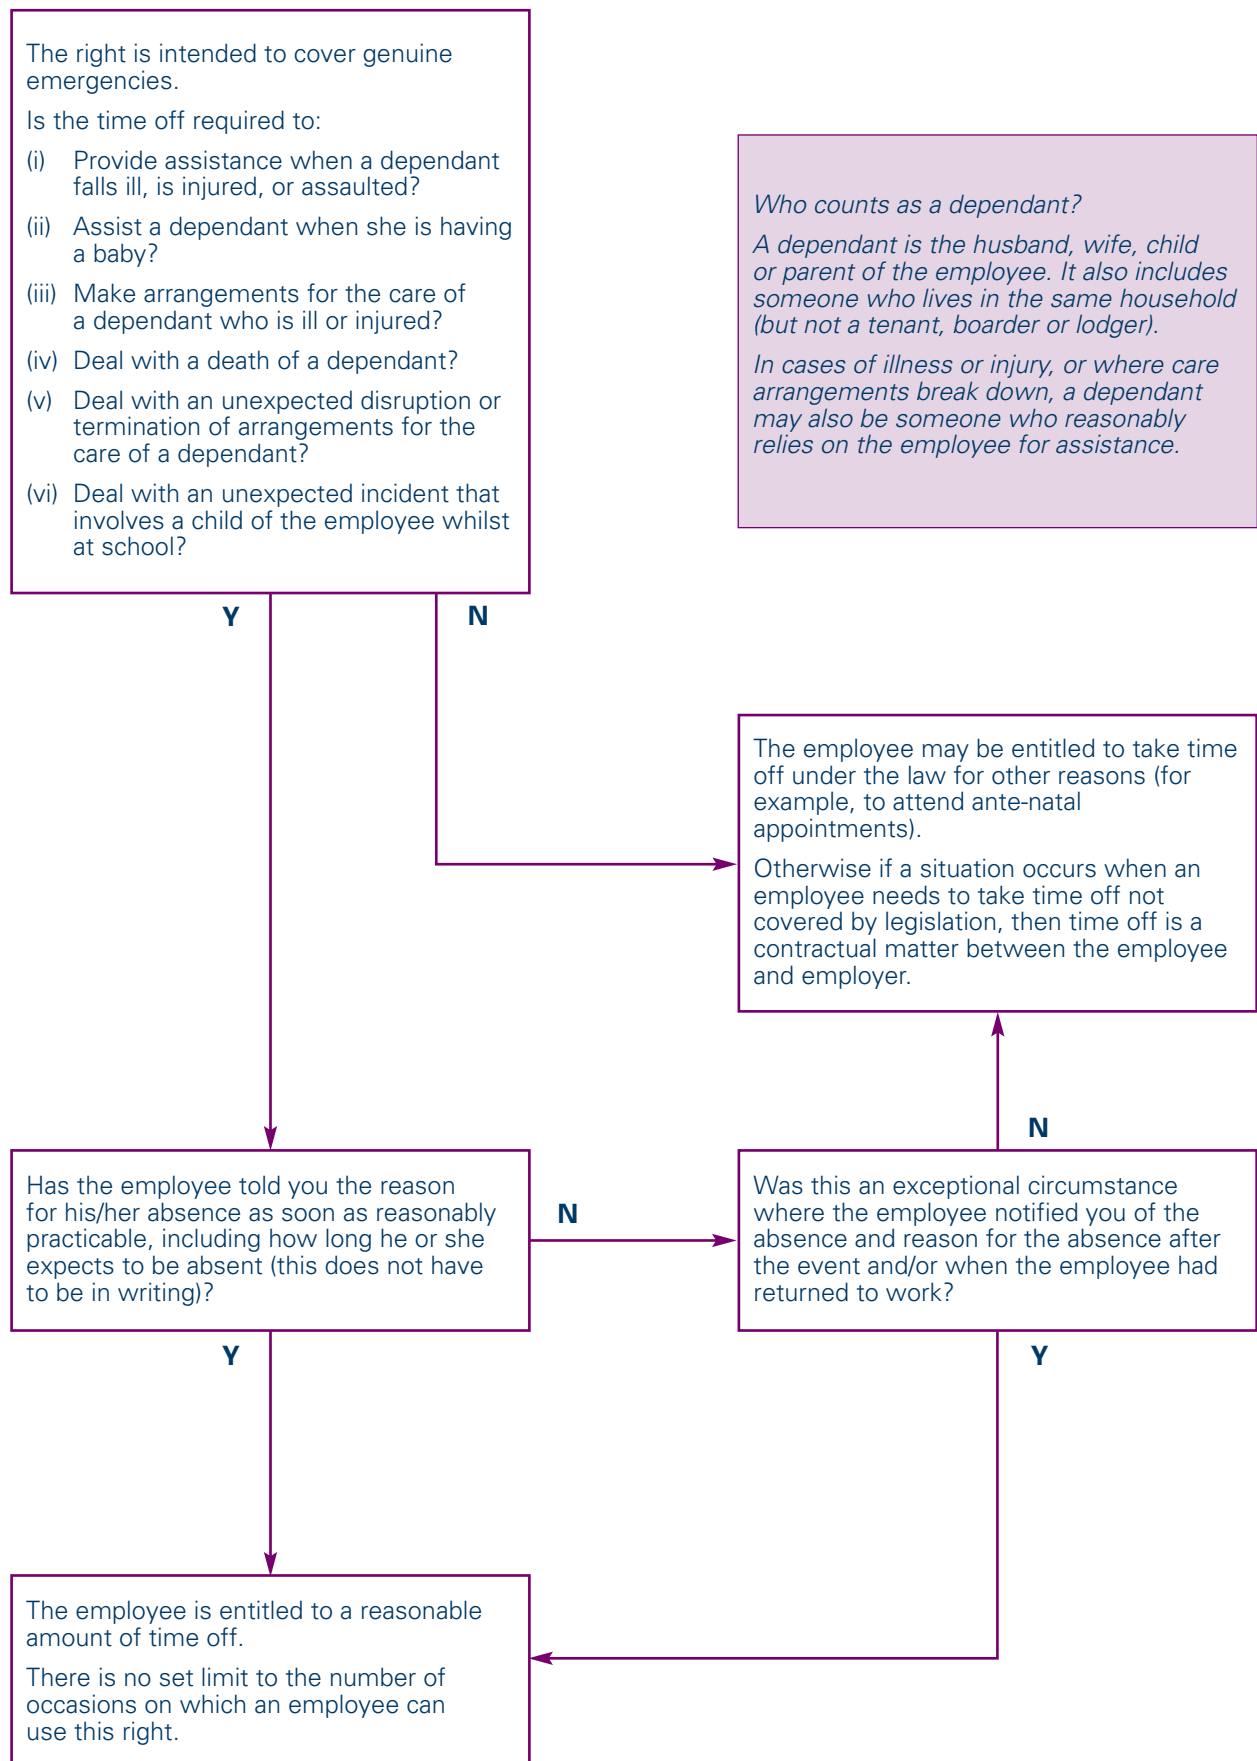 The right is intended to cover genuine
emergencies.
Is the time off required to:
(i) Provide assistance when a dependant
falls ill, is injured, or assaulted?
(ii) Assist a dependant when she is having
a baby?
(iii) Make arrangements for the care of
a dependant who is ill or injured?
(iv) Deal with a death of a dependant?
(v) Deal with an unexpected disruption or
termination of arrangements for the
care of a dependant?
(vi) Deal with an unexpected incident that
involves a child of the employee whilst
at school?
Who counts as a dependant?
A dependant is the husband, wife, child
or parent of the employee. It also includes
someone who lives in the same household
(but not a tenant, boarder or lodger).
In cases of illness or injury, or where care
arrangements break down, a dependant
may also be someone who reasonably
relies on the employee for assistance.
Y
N
The employee may be entitled to take time
off under the law for other reasons (for
example, to attend ante-natal
appointments).
Otherwise if a situation occurs when an
employee needs to take time off not
covered by legislation, then time off is a
contractual matter between the employee
and employer.
N
Has the employee told you the reason
for his/her absence as soon as reasonably
practicable, including how long he or she
expects to be absent (this does not have
to be in writing)?
N
Was this an exceptional circumstance
where the employee notified you of the
absence and reason for the absence after
the event and/or when the employee had
returned to work?
Y
Y
The employee is entitled to a reasonable
amount of time off.
There is no set limit to the number of
occasions on which an employee can
use this right.